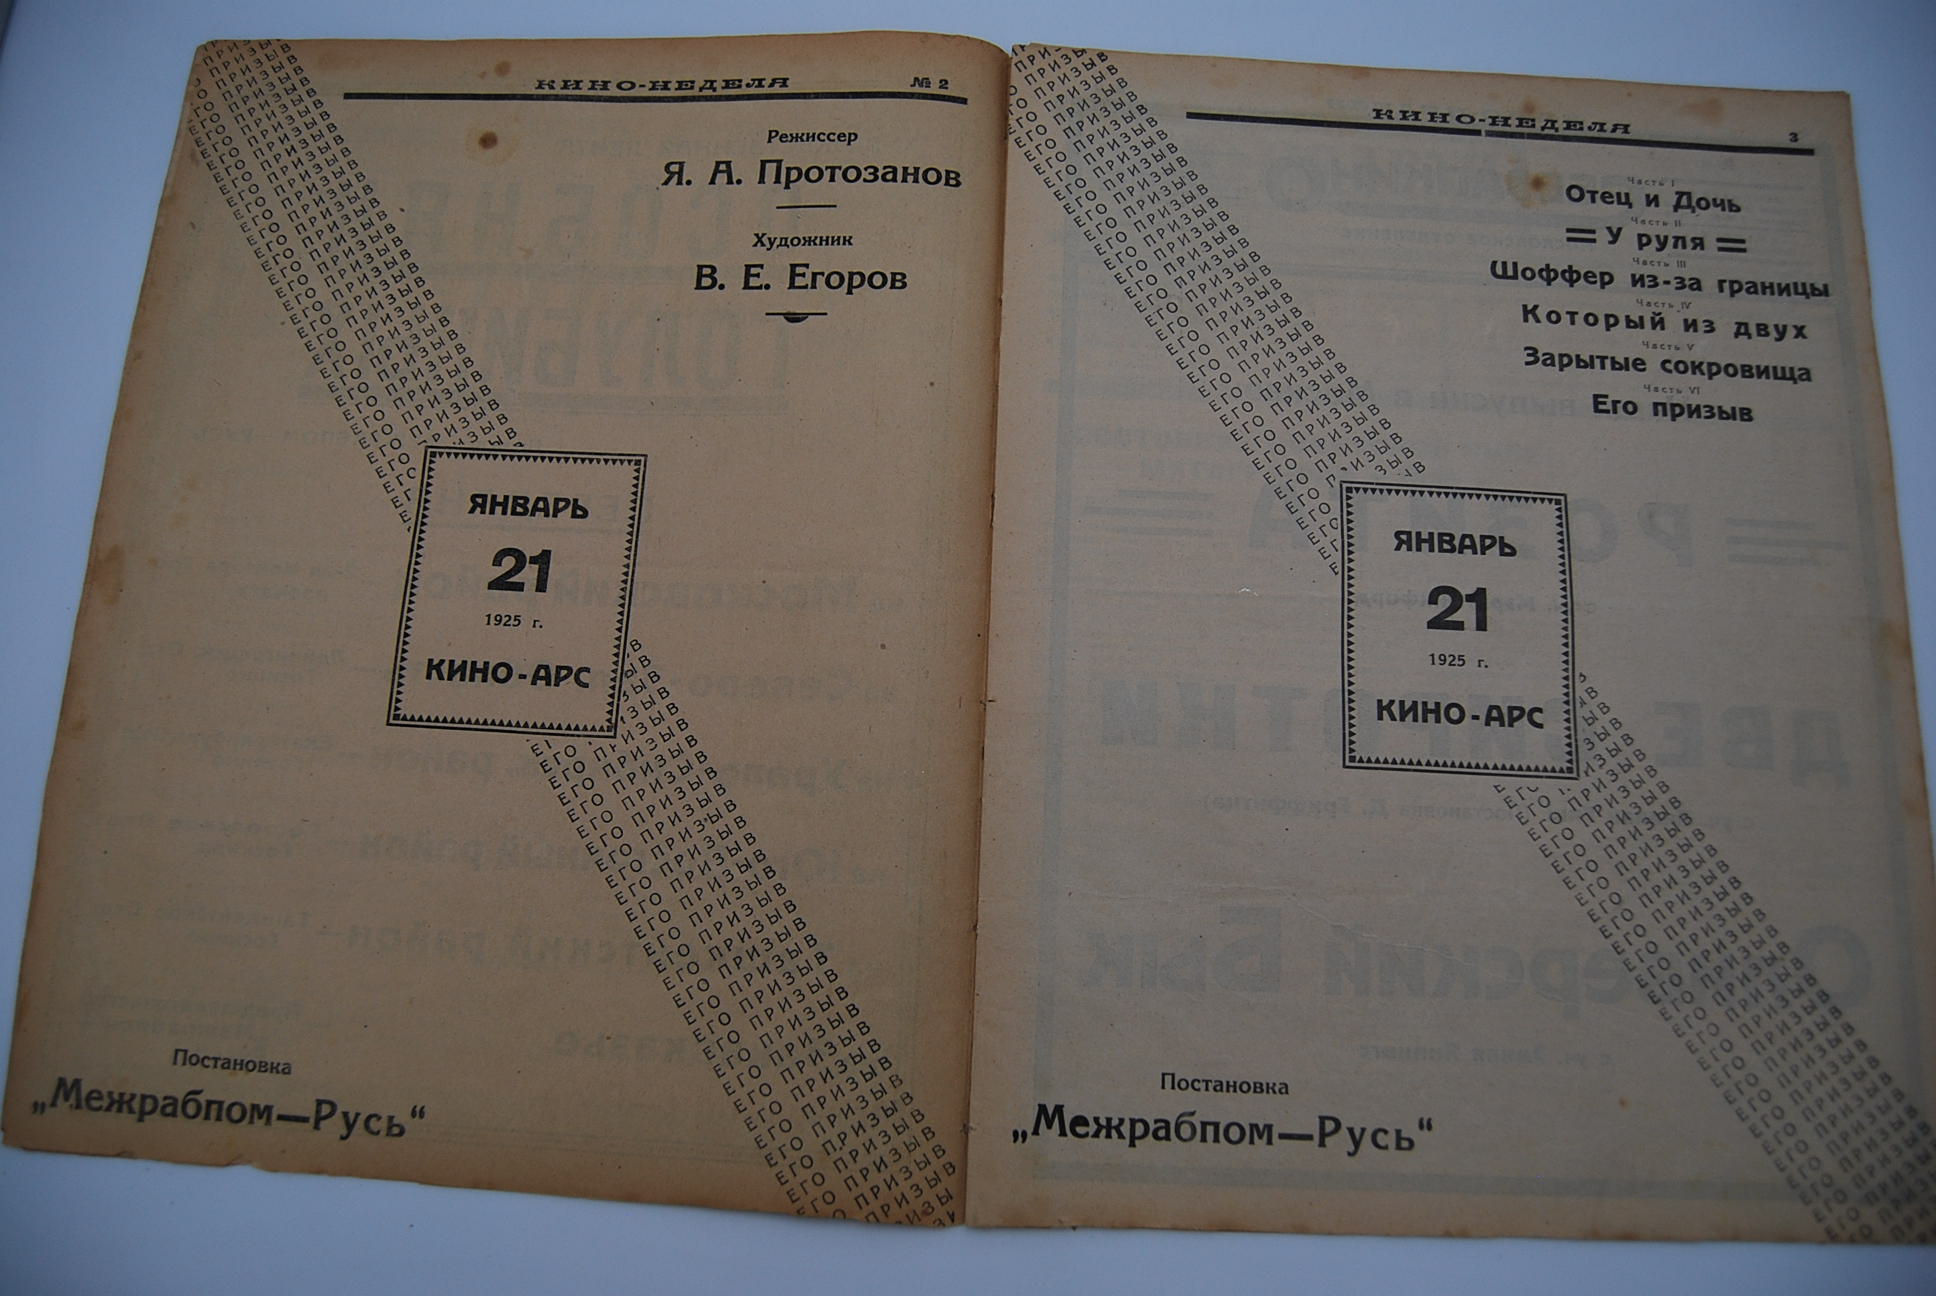 КИНО-НЕДЕЛЯ № 2
Режиссер
Я. А. Протозанов
Художник
В. Е. Егоров
ЕГО ПРИЗЫВ
ЯНВАРЬ
21
1925 г.
КИНО-АРС
Постановка
„Межрабпом—Русь“
КИНО-НЕДЕЛЯ 3
Часть I
Отец и Дочь
Часть II
У руля
Часть III
Шоффер из-за границы
Часть IV
Который из двух
Часть V
Зарытые сокровища
Часть VI
Его призыв
ЕГО ПРИЗЫВ
ЯНВАРЬ
21
1925 г.
КИНО-АРС
Постановка
„Межрабпом—Русь“